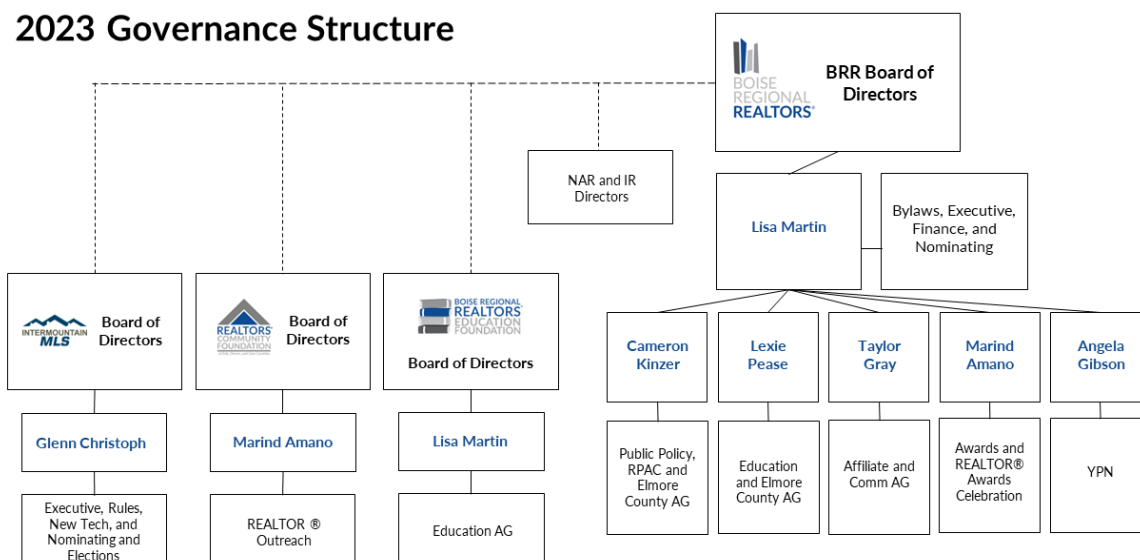 2023 Governance Structure
BOISE
REGIONAL
REALTORS®
BRR Board of
Directors
NAR and IR
Directors
Lisa Martin
Bylaws, Executive,
Finance, and
Nominating
INTERMOUNTAIN
MLS
Board of
Directors
REALTORS®
COMMUNITY
FOUNDATION
Board of
Directors
BOISE REGIONAL
REALTORS®
EDUCATION
FOUNDATION
Board of Directors
Cameron
Kinzer
Lexie
Pease
Taylor
Gray
Marind
Amano
Angela
Gibson
Glenn Christoph
Marind Amano
Lisa Martin
Public Policy,
RPAC and
Elmore
County AG
Education
and Elmore
County AG
Affiliate and
Comm AG
Awards and
REALTOR®
Awards
Celebration
YPN
Executive, Rules,
New Tech, and
Nominating and
Elections
REALTOR ®
Outreach
Education AG